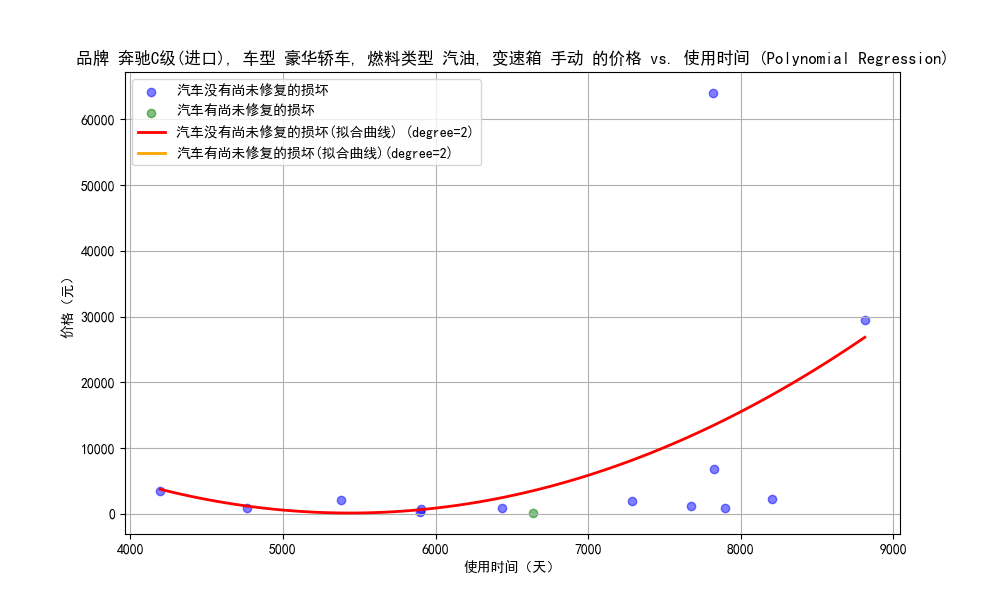 品牌 奔驰C级(进口), 车型 豪华轿车, 燃料类型 汽油, 变速箱 手动 的价格 vs. 使用时间 (Polynomial Regression)
汽车没有尚未修复的损坏
汽车有尚未修复的损坏
汽车没有尚未修复的损坏(拟合曲线) (degree=2)
汽车有尚未修复的损坏(拟合曲线)(degree=2)
价格（元）
60000
50000
40000
30000
20000
10000
0
4000 5000 6000 7000 8000 9000
使用时间（天）